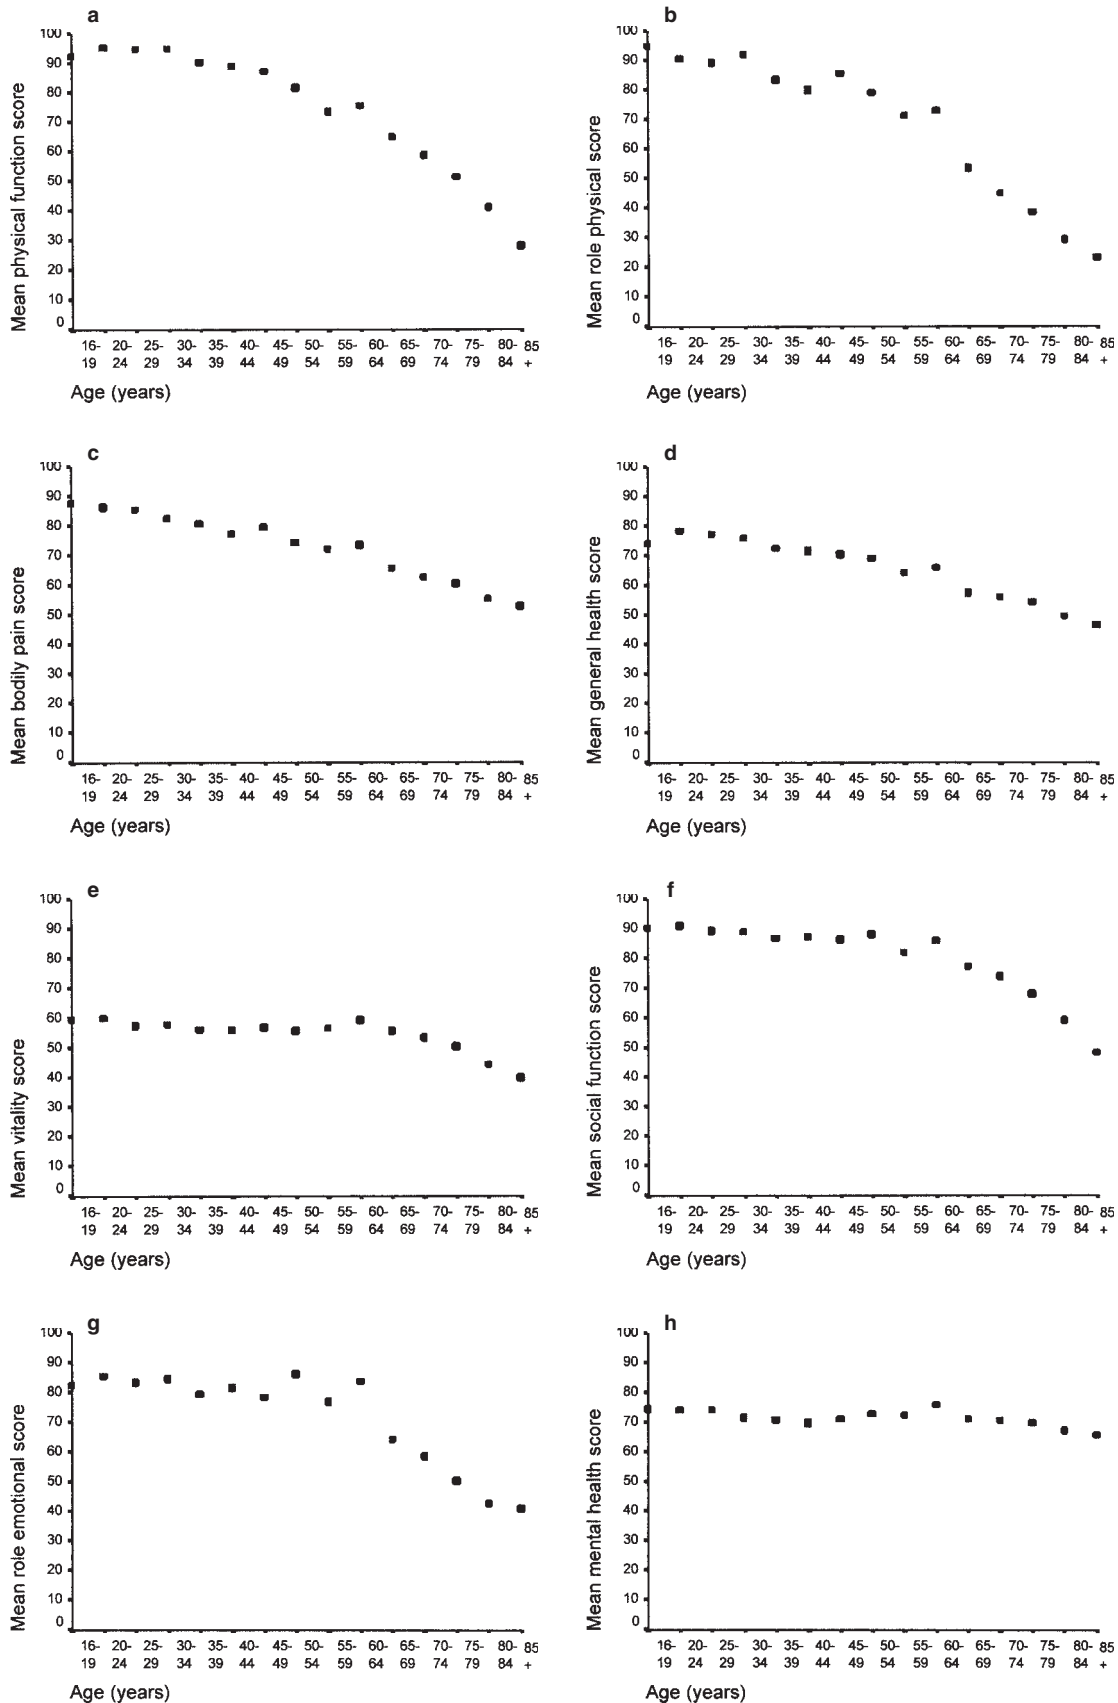 a
Mean physical function score
100
90
80
70
60
50
40
30
20
10
0
16- 20- 25- 30- 35- 40- 45- 50- 55- 60- 65- 70- 75- 80- 85
19 24 29 34 39 44 49 54 59 64 69 74 79 84 +
Age (years)
b
Mean role physical score
100
90
80
70
60
50
40
30
20
10
0
16- 20- 25- 30- 35- 40- 45- 50- 55- 60- 65- 70- 75- 80- 85
19 24 29 34 39 44 49 54 59 64 69 74 79 84 +
Age (years)
c
Mean bodily pain score
100
90
80
70
60
50
40
30
20
10
0
16- 20- 25- 30- 35- 40- 45- 50- 55- 60- 65- 70- 75- 80- 85
19 24 29 34 39 44 49 54 59 64 69 74 79 84 +
Age (years)
d
Mean general health score
100
90
80
70
60
50
40
30
20
10
0
16- 20- 25- 30- 35- 40- 45- 50- 55- 60- 65- 70- 75- 80- 85
19 24 29 34 39 44 49 54 59 64 69 74 79 84 +
Age (years)
e
Mean vitality score
100
90
80
70
60
50
40
30
20
10
0
16- 20- 25- 30- 35- 40- 45- 50- 55- 60- 65- 70- 75- 80- 85
19 24 29 34 39 44 49 54 59 64 69 74 79 84 +
Age (years)
f
Mean social function score
100
90
80
70
60
50
40
30
20
10
0
16- 20- 25- 30- 35- 40- 45- 50- 55- 60- 65- 70- 75- 80- 85
19 24 29 34 39 44 49 54 59 64 69 74 79 84 +
Age (years)
g
Mean role emotional score
100
90
80
70
60
50
40
30
20
10
0
16- 20- 25- 30- 35- 40- 45- 50- 55- 60- 65- 70- 75- 80- 85
19 24 29 34 39 44 49 54 59 64 69 74 79 84 +
Age (years)
h
Mean mental health score
100
90
80
70
60
50
40
30
20
10
0
16- 20- 25- 30- 35- 40- 45- 50- 55- 60- 65- 70- 75- 80- 85
19 24 29 34 39 44 49 54 59 64 69 74 79 84 +
Age (years)